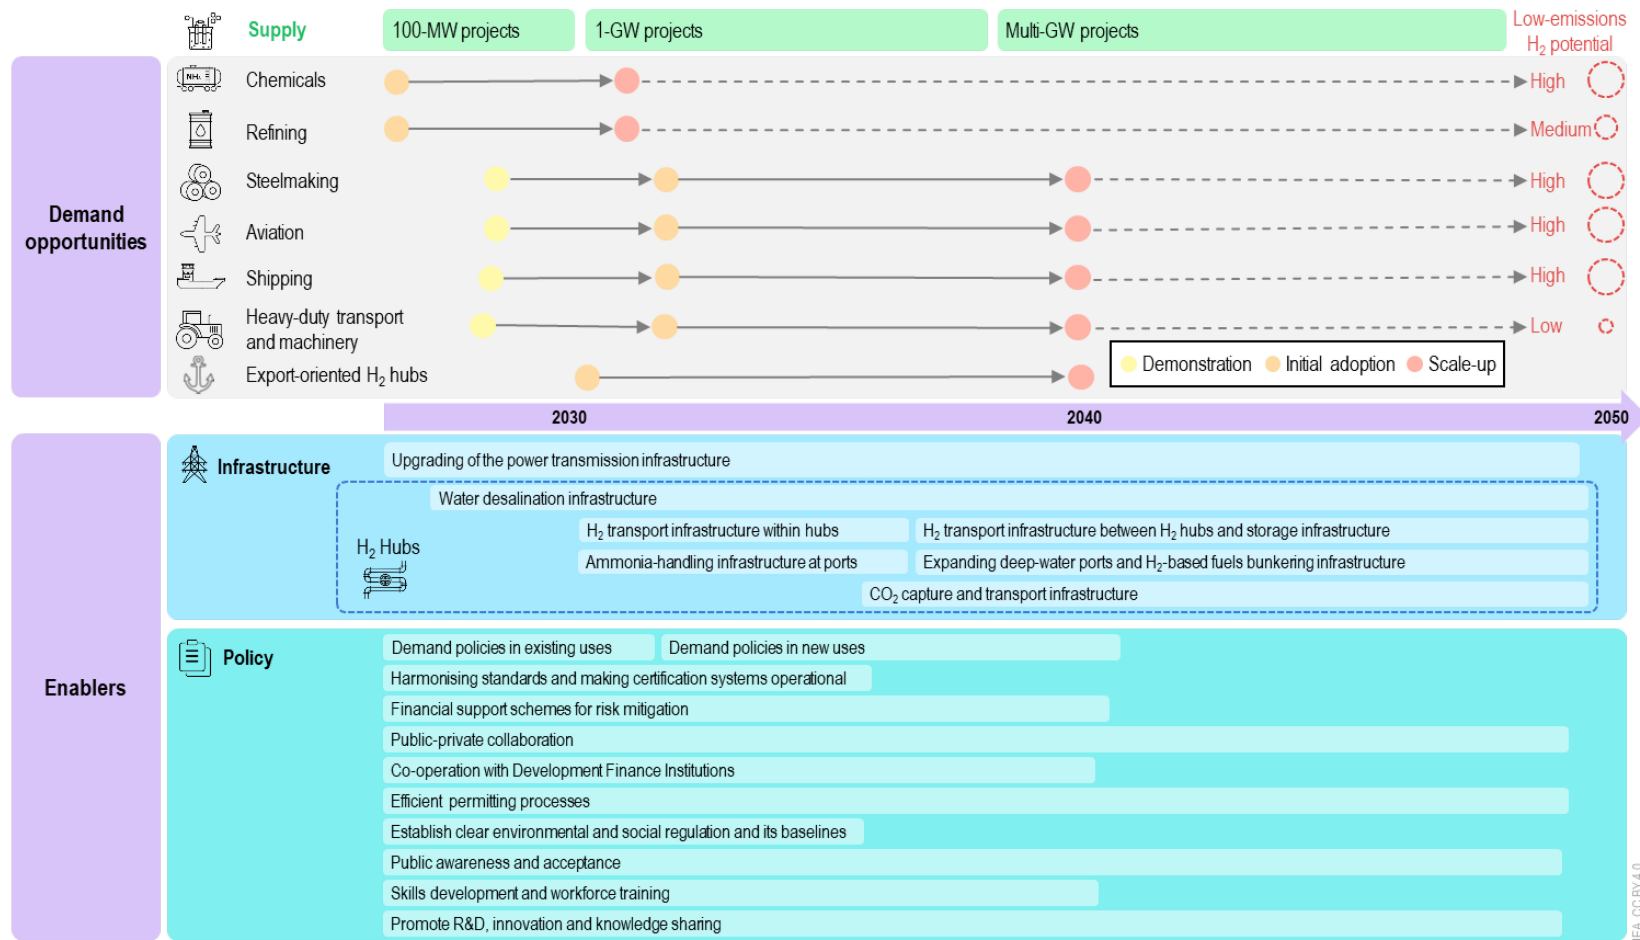 Supply
100-MW projects
1-GW projects
Multi-GW projects
Low-emissions
H₂ potential
Demand
opportunities
NH₃
Chemicals
High
Refining
Medium
Steelmaking
High
Aviation
High
Shipping
High
Heavy-duty transport
and machinery
Low
Export-oriented H₂ hubs
Demonstration
Initial adoption
Scale-up
2030
2040
2050
Enablers
Infrastructure
Upgrading of the power transmission infrastructure
H₂ Hubs
Water desalination infrastructure
H₂ transport infrastructure within hubs
H₂ transport infrastructure between H₂ hubs and storage infrastructure
Ammonia-handling infrastructure at ports
Expanding deep-water ports and H₂-based fuels bunkering infrastructure
CO₂ capture and transport infrastructure
Policy
Demand policies in existing uses
Demand policies in new uses
Harmonising standards and making certification systems operational
Financial support schemes for risk mitigation
Public-private collaboration
Co-operation with Development Finance Institutions
Efficient permitting processes
Establish clear environmental and social regulation and its baselines
Public awareness and acceptance
Skills development and workforce training
Promote R&D, innovation and knowledge sharing
IEA. CC BY 4.0